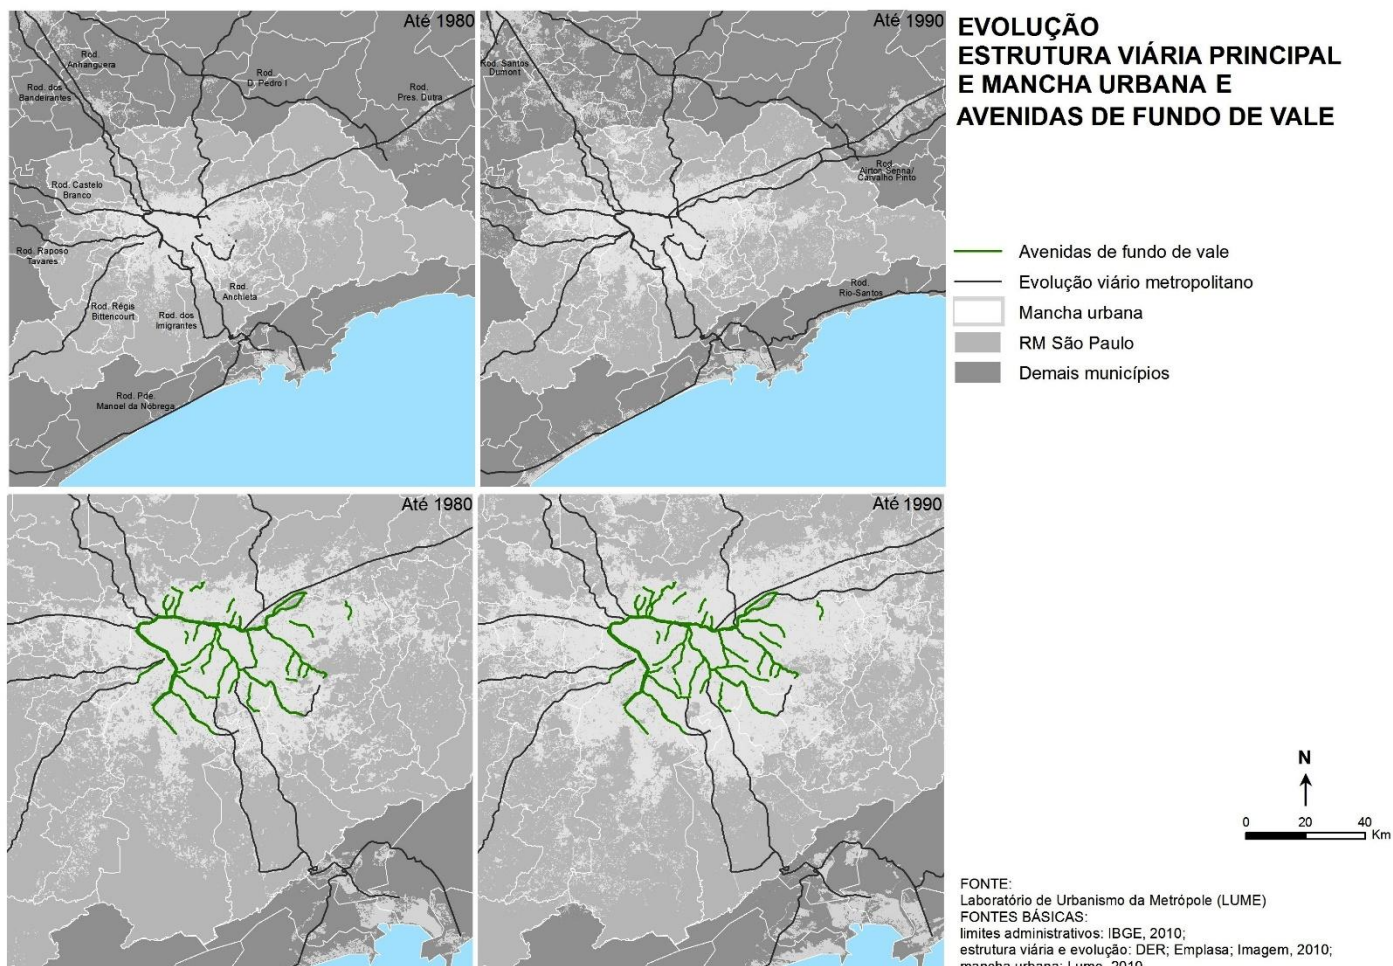 Até 1980
Rod.
Anhanguera
Rod. dos
Bandeirantes
Rod.
D. Pedro I
Rod.
Pres. Dutra
Rod. Castelo
Branco
Rod. Raposo
Tavares
Rod. Régis
Bittencourt
Rod. dos
Imigrantes
Rod.
Anchieta
Rod. Pde.
Manoel da Nóbrega
Até 1990
Rod. Santos
Dumont
Rod.
Airton Senna/
Carvalho Pinto
Rod.
Rio-Santos
Até 1980
Até 1990
EVOLUÇÃO
ESTRUTURA VIÁRIA PRINCIPAL
E MANCHA URBANA E
AVENIDAS DE FUNDO DE VALE
Avenidas de fundo de vale
Evolução viário metropolitano
Mancha urbana
RM São Paulo
Demais municípios
N
0 20 40
Km
FONTE:
Laboratório de Urbanismo da Metrópole (LUME)
FONTES BÁSICAS:
limites administrativos: IBGE, 2010;
estrutura viária e evolução: DER; Emplasa; Imagem, 2010;
mancha urbana: Lume, 2010